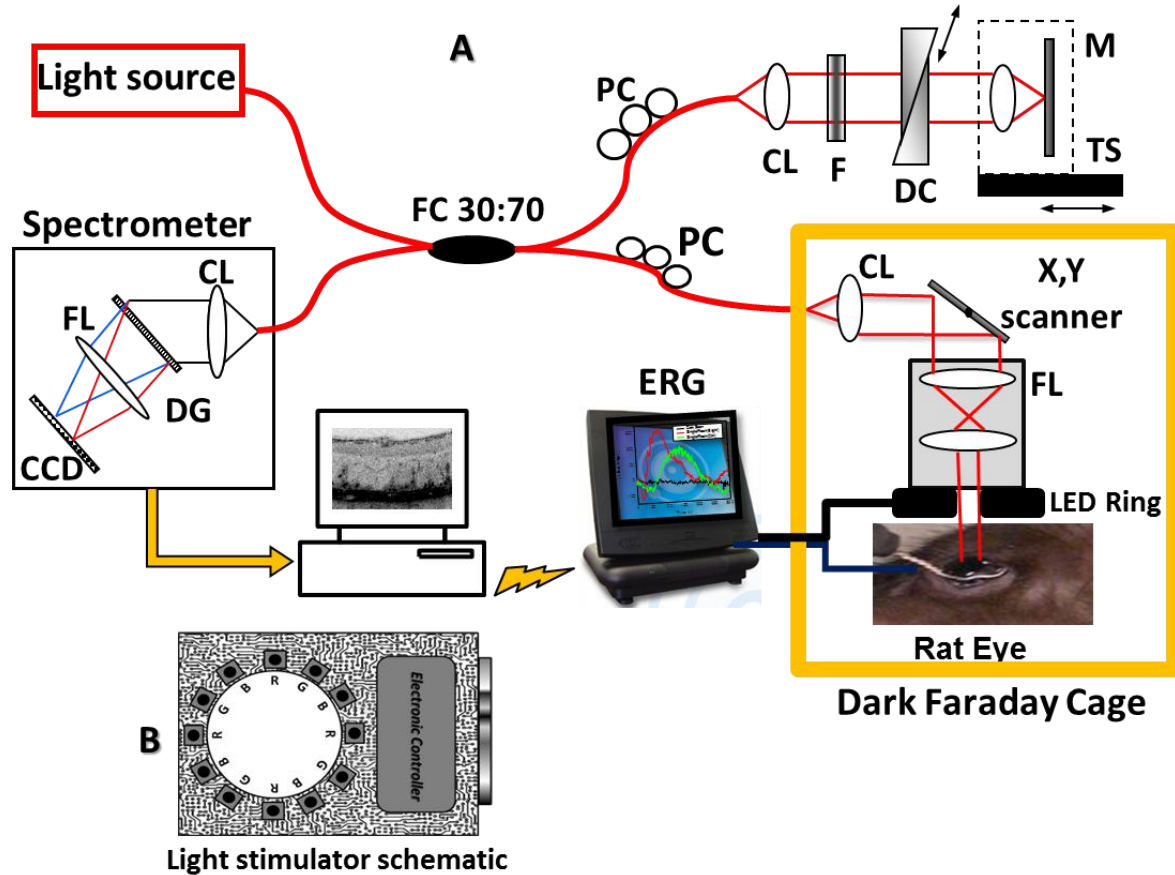 A
Light source
PC
M
CL
F
DC
TS
FC 30:70
PC
Spectrometer
CL
FL
DG
CCD
CL
X,Y
scanner
FL
ERG
LED Ring
Rat Eye
Dark Faraday Cage
B
R
G
B
R
G
B
R
B
G
R
G
B
Electronic Controller
Light stimulator schematic